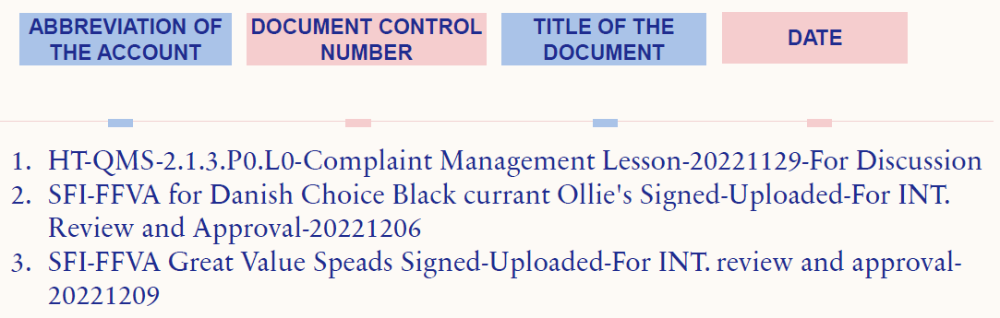 ABBREVIATION OF
THE ACCOUNT
DOCUMENT CONTROL
NUMBER
TITLE OF THE
DOCUMENT
DATE
1. HT-QMS-2.1.3.P0.L0-Complaint Management Lesson-20221129-For Discussion
2. SFI-FFVA for Danish Choice Black currant Ollie's Signed-Uploaded-For INT.
Review and Approval-20221206
3. SFI-FFVA Great Value Speads Signed-Uploaded-For INT. review and approval-
20221209